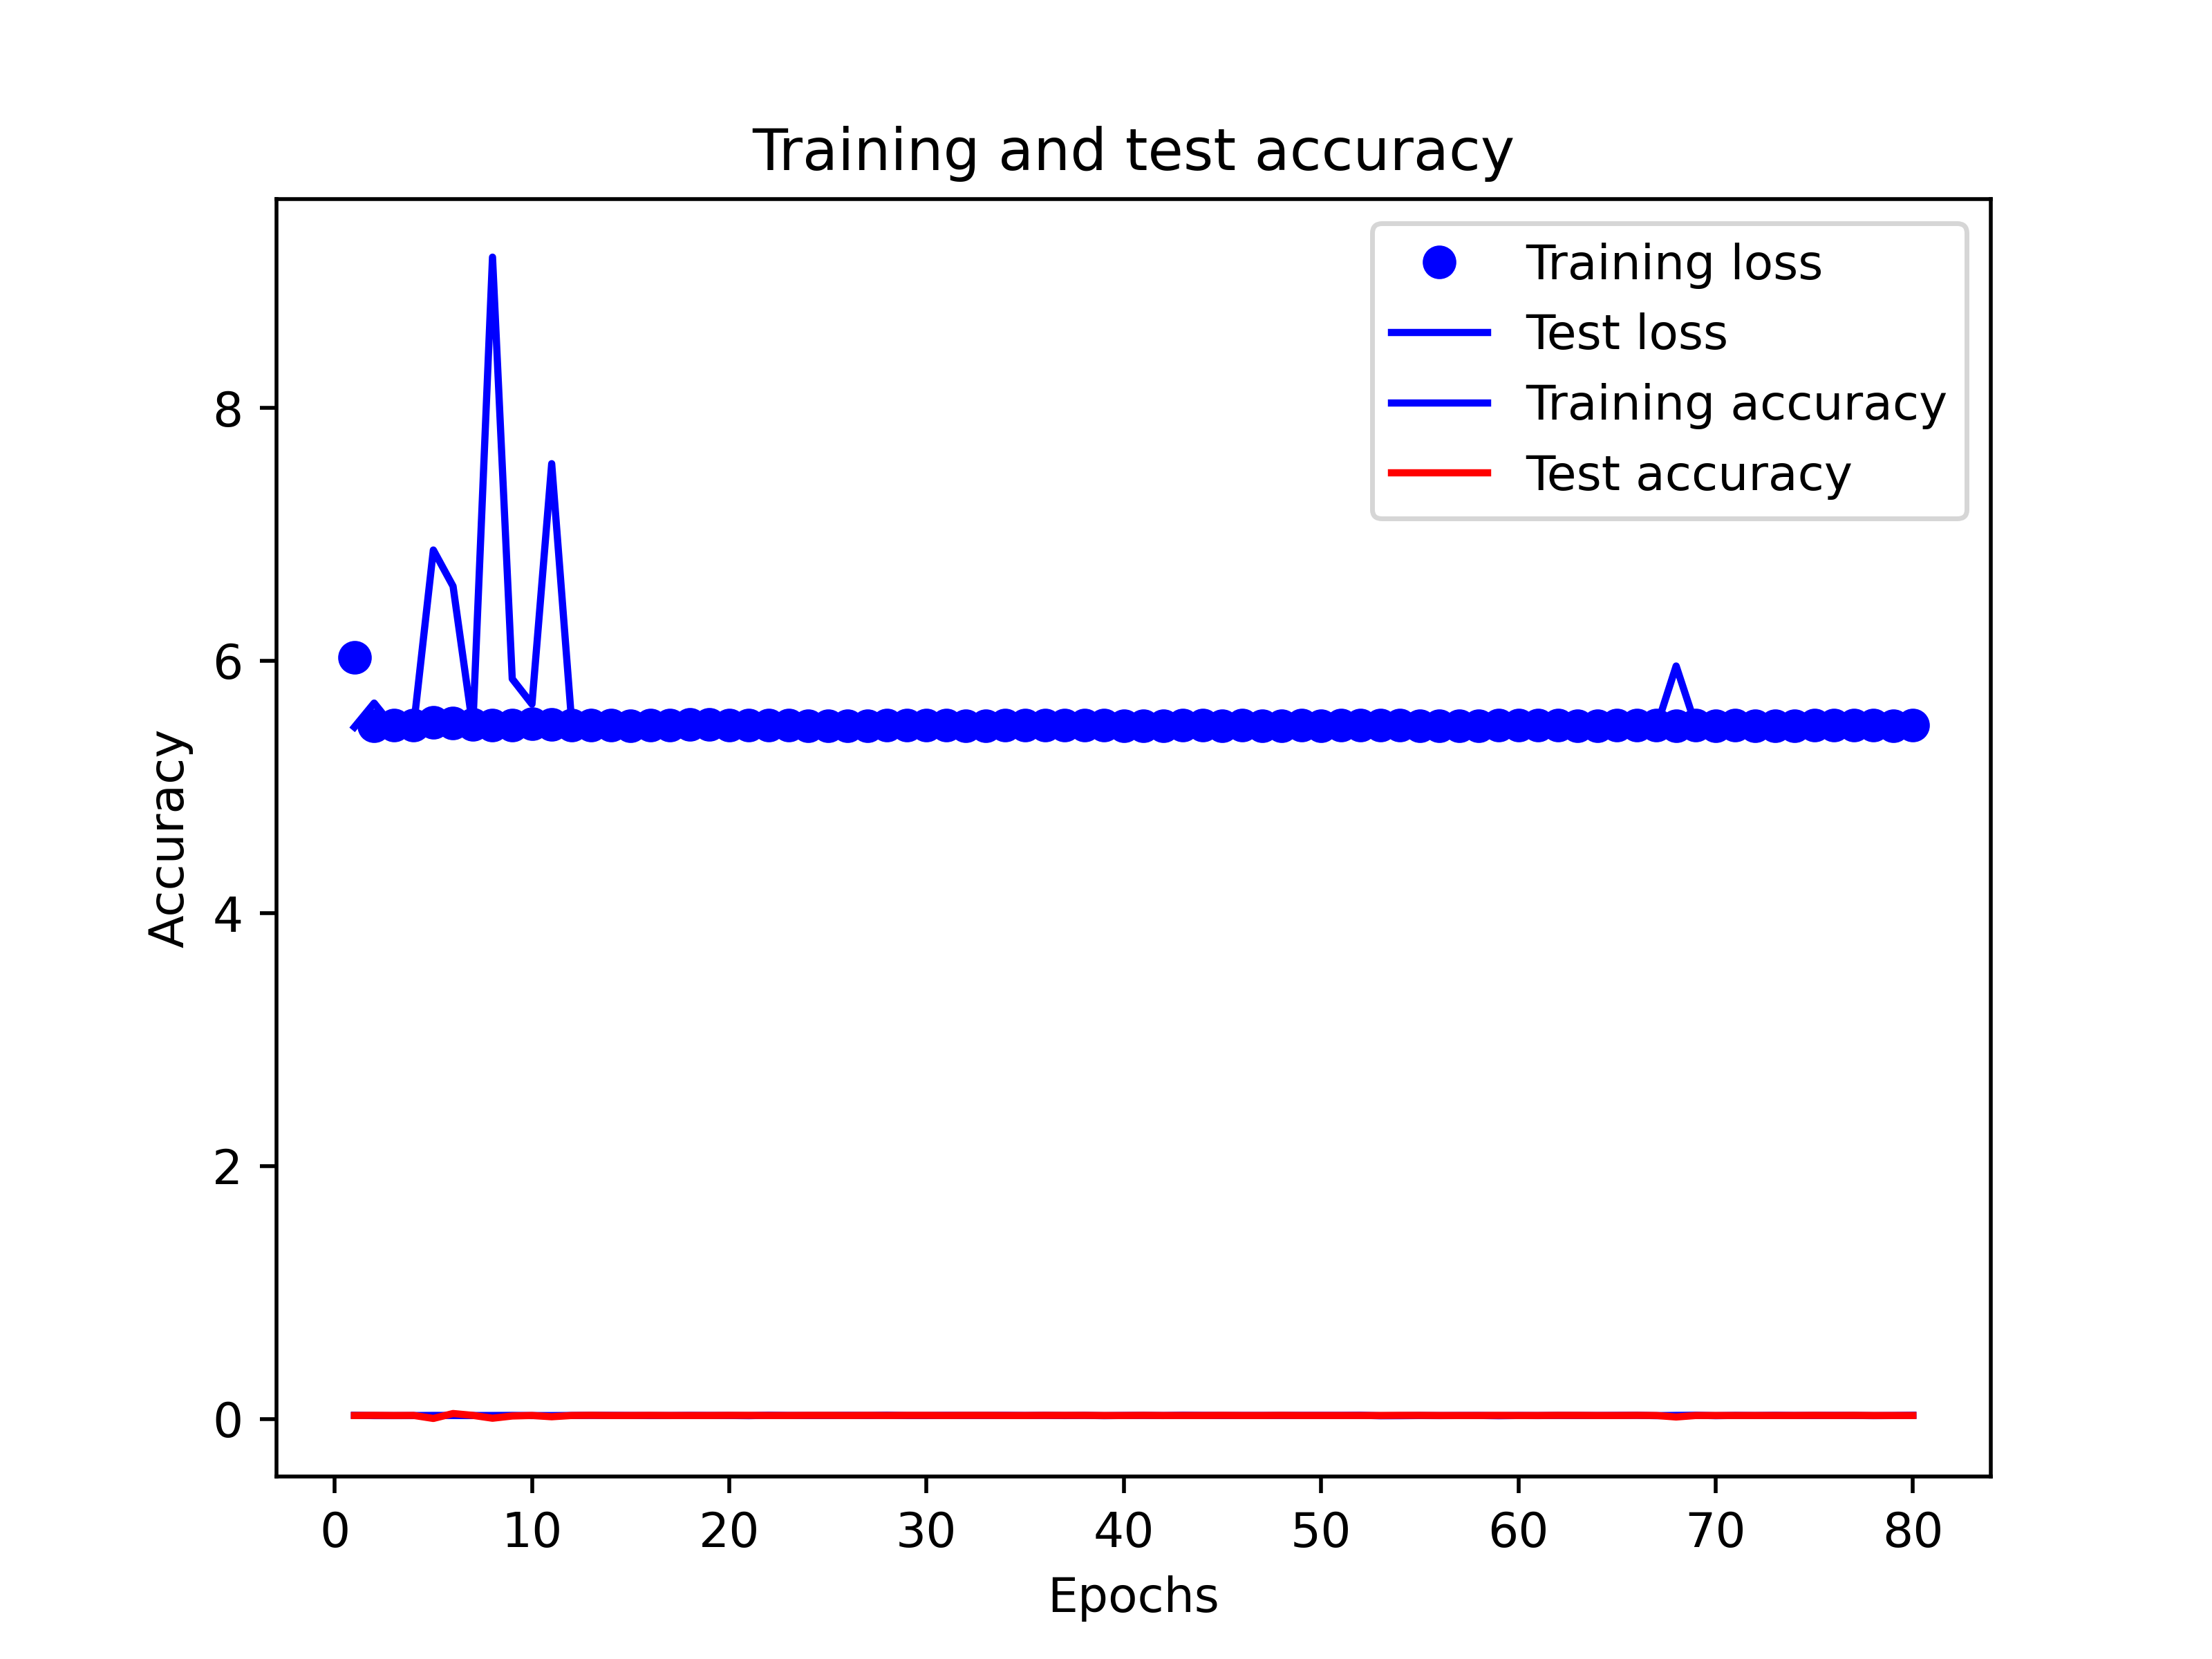 Training and test accuracy
Training loss
Test loss
Training accuracy
Test accuracy
Accuracy
8
6
4
2
0
0 10 20 30 40 50 60 70 80
Epochs